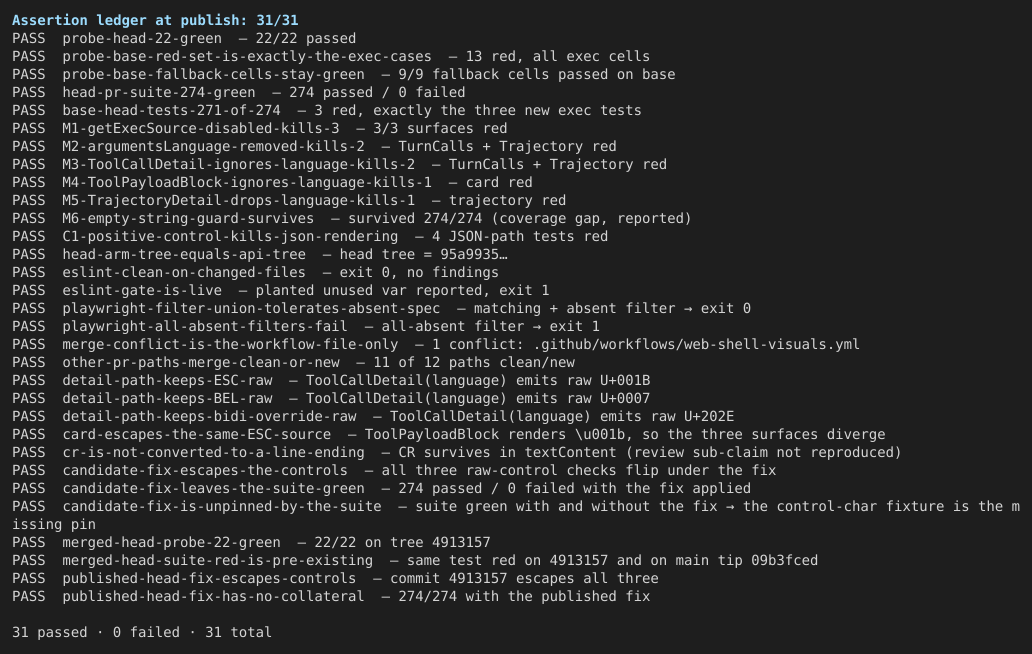 Assertion ledger at publish: 31/31
PASS  probe-head-22-green  — 22/22 passed
PASS  probe-base-red-set-is-exactly-the-exec-cases  — 13 red, all exec cells
PASS  probe-base-fallback-cells-stay-green  — 9/9 fallback cells passed on base
PASS  head-pr-suite-274-green  — 274 passed / 0 failed
PASS  base-head-tests-271-of-274  — 3 red, exactly the three new exec tests
PASS  M1-getExecSource-disabled-kills-3  — 3/3 surfaces red
PASS  M2-argumentsLanguage-removed-kills-2  — TurnCalls + Trajectory red
PASS  M3-ToolCallDetail-ignores-language-kills-2  — TurnCalls + Trajectory red
PASS  M4-ToolPayloadBlock-ignores-language-kills-1  — card red
PASS  M5-TrajectoryDetail-drops-language-kills-1  — trajectory red
PASS  M6-empty-string-guard-survives  — survived 274/274 (coverage gap, reported)
PASS  C1-positive-control-kills-json-rendering  — 4 JSON-path tests red
PASS  head-arm-tree-equals-api-tree  — head tree = 95a9935…
PASS  eslint-clean-on-changed-files  — exit 0, no findings
PASS  eslint-gate-is-live  — planted unused var reported, exit 1
PASS  playwright-filter-union-tolerates-absent-spec  — matching + absent filter → exit 0
PASS  playwright-all-absent-filters-fail  — all-absent filter → exit 1
PASS  merge-conflict-is-the-workflow-file-only  — 1 conflict: .github/workflows/web-shell-visuals.yml
PASS  other-pr-paths-merge-clean-or-new  — 11 of 12 paths clean/new
PASS  detail-path-keeps-ESC-raw  — ToolCallDetail(language) emits raw U+001B
PASS  detail-path-keeps-BEL-raw  — ToolCallDetail(language) emits raw U+0007
PASS  detail-path-keeps-bidi-override-raw  — ToolCallDetail(language) emits raw U+202E
PASS  card-escapes-the-same-ESC-source  — ToolPayloadBlock renders \u001b, so the three surfaces diverge
PASS  cr-is-not-converted-to-a-line-ending  — CR survives in textContent (review sub-claim not reproduced)
PASS  candidate-fix-escapes-the-controls  — all three raw-control checks flip under the fix
PASS  candidate-fix-leaves-the-suite-green  — 274 passed / 0 failed with the fix applied
PASS  candidate-fix-is-unpinned-by-the-suite  — suite green with and without the fix → the control-char fixture is the m
issing pin
PASS  merged-head-probe-22-green  — 22/22 on tree 4913157
PASS  merged-head-suite-red-is-pre-existing  — same test red on 4913157 and on main tip 09b3fced
PASS  published-head-fix-escapes-controls  — commit 4913157 escapes all three
PASS  published-head-fix-has-no-collateral  — 274/274 with the published fix
31 passed · 0 failed · 31 total